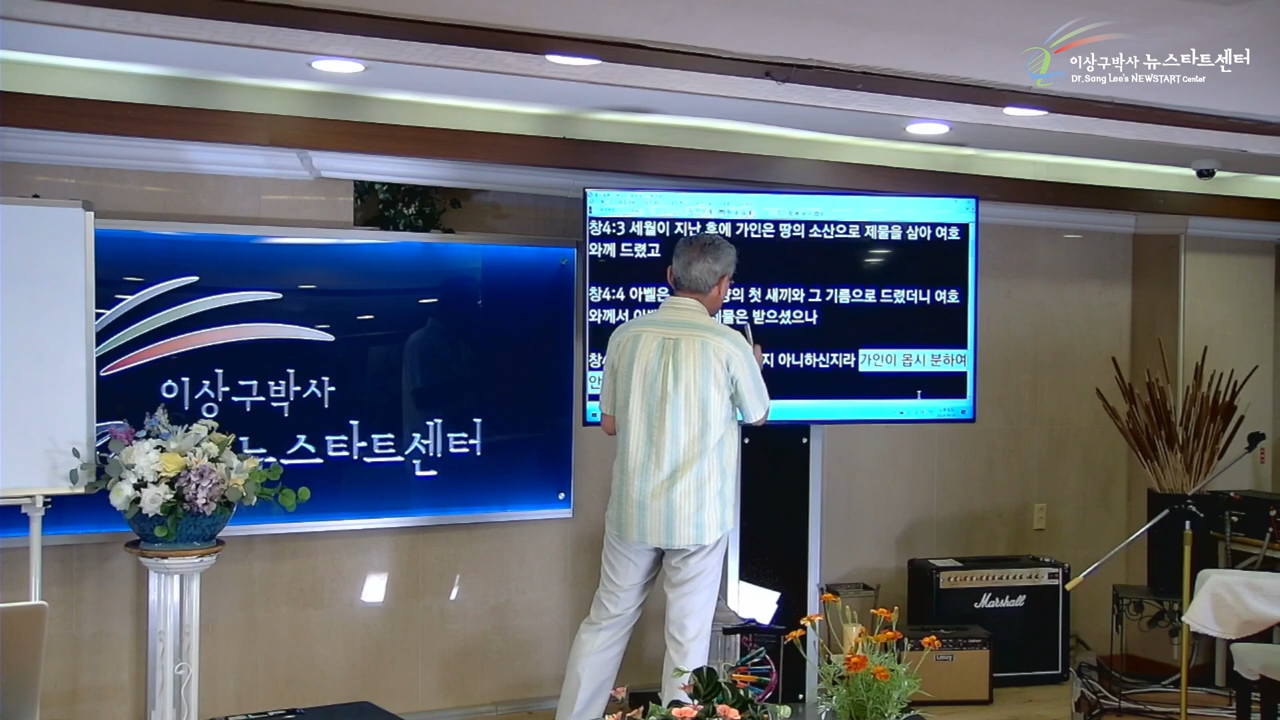 이상구박사 뉴스타트센터
Dr. Sang Lee's NEWSTART Center
창4:3 세월이 지난 후에 가인은 땅의 소산으로 제물을 삼아 여호
와께 드렸고
창4:4 아벨은 첫 새끼와 그 기름으로 드렸더니 여호
와께서 받으셨으나
아니하신지라 가인이 몹시 분하여
이상구박사
뉴스타트센터
Marshall